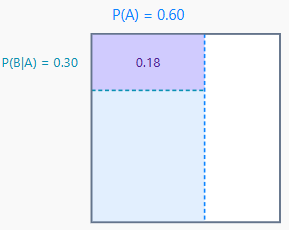 P(A) = 0.60
P(B|A) = 0.30
0.18